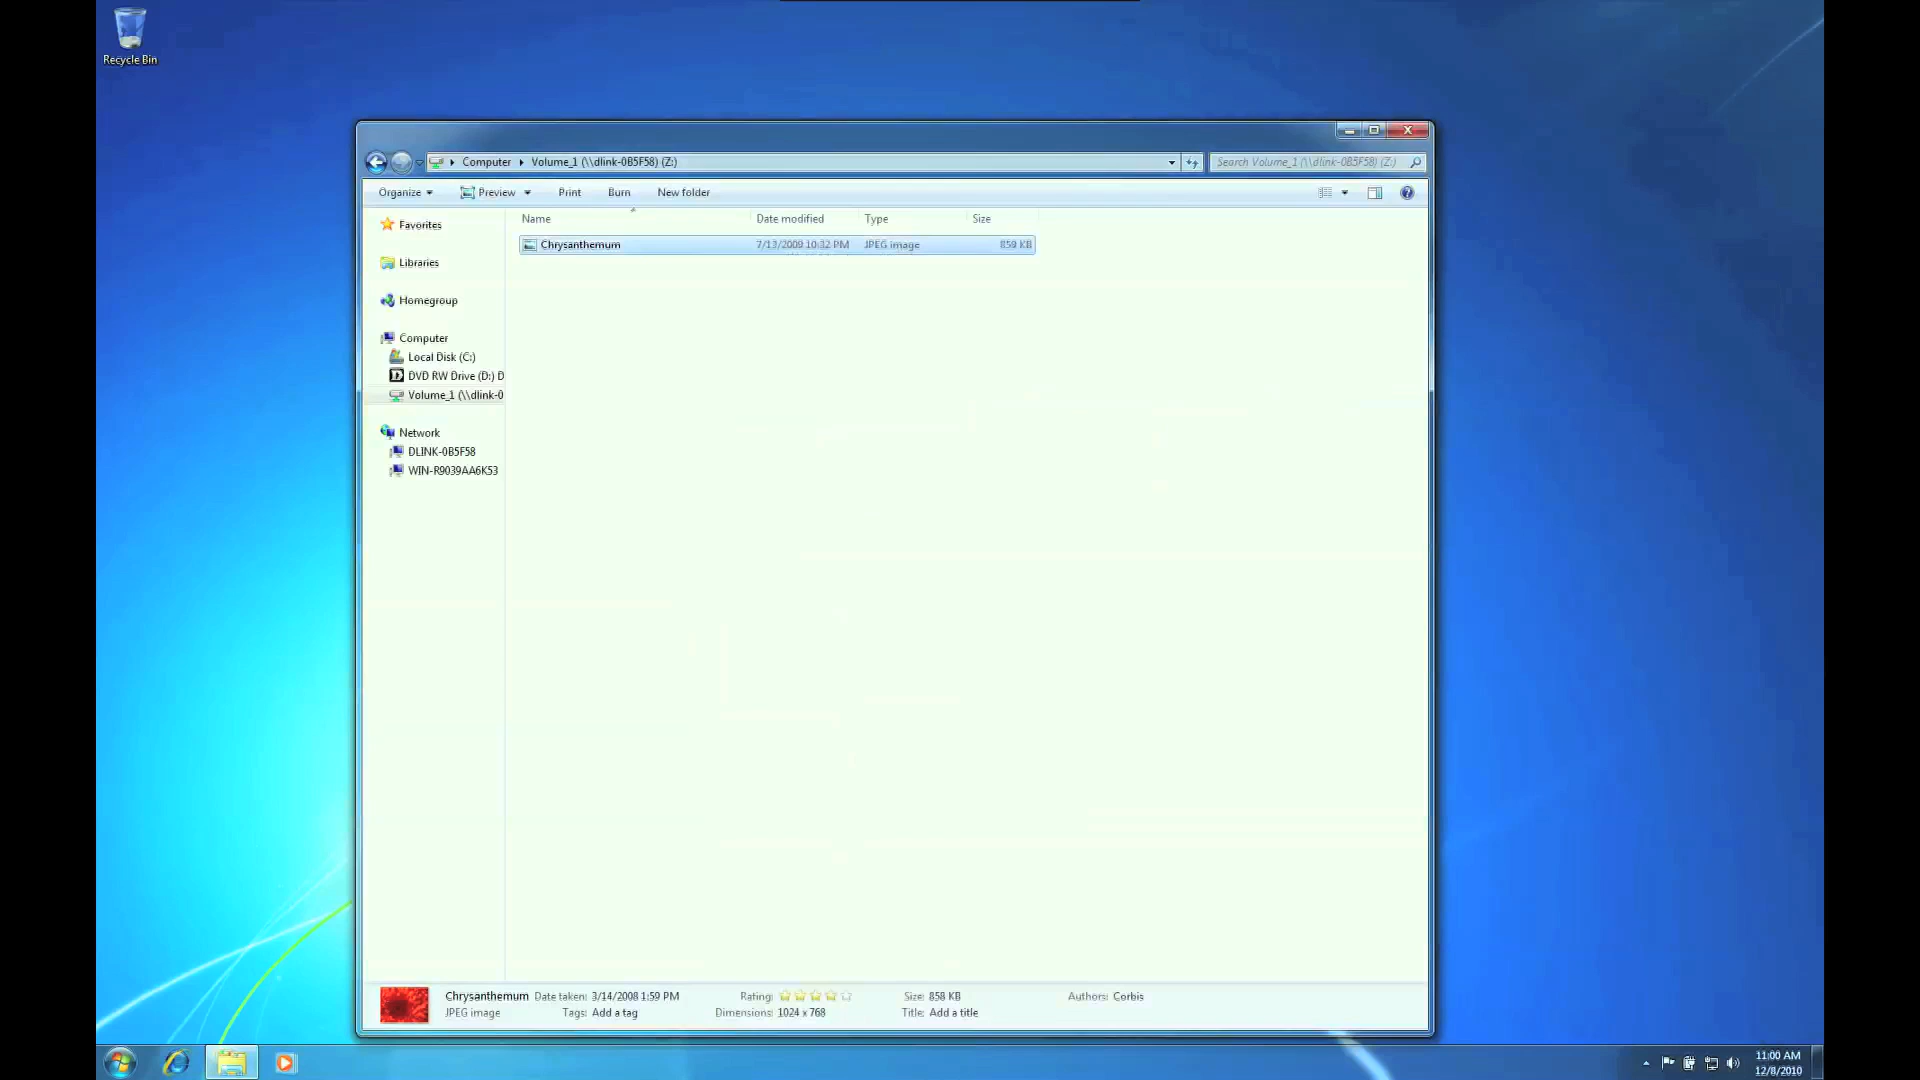 Recycle Bin
Computer Volume_1 (\\dlink-0B5F58) (Z:)
Search Volume_1 (\\dlink-0B5F58) (Z:)
Organize Preview Print Burn New folder
Name Date modified Type Size
Chrysanthemum 7/13/2009 10:32 PM JPEG image 859 KB
Favorites
Libraries
Homegroup
Computer
Local Disk (C:)
DVD RW Drive (D:) D
Volume_1 (\\dlink-0
Network
DLINK-0B5F58
WIN-R9039AA6K53
Chrysanthemum Date taken: 3/14/2008 1:59 PM Rating: Size: 858 KB Authors: Corbis
JPEG image Tags: Add a tag Dimensions: 1024 x 768 Title: Add a title
11:00 AM
12/8/2010